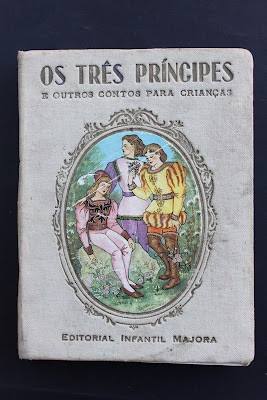 OS TRÊS PRÍNCIPES
E OUTROS CONTOS PARA CRIANÇAS
EDITORIAL INFANTIL MAJORA